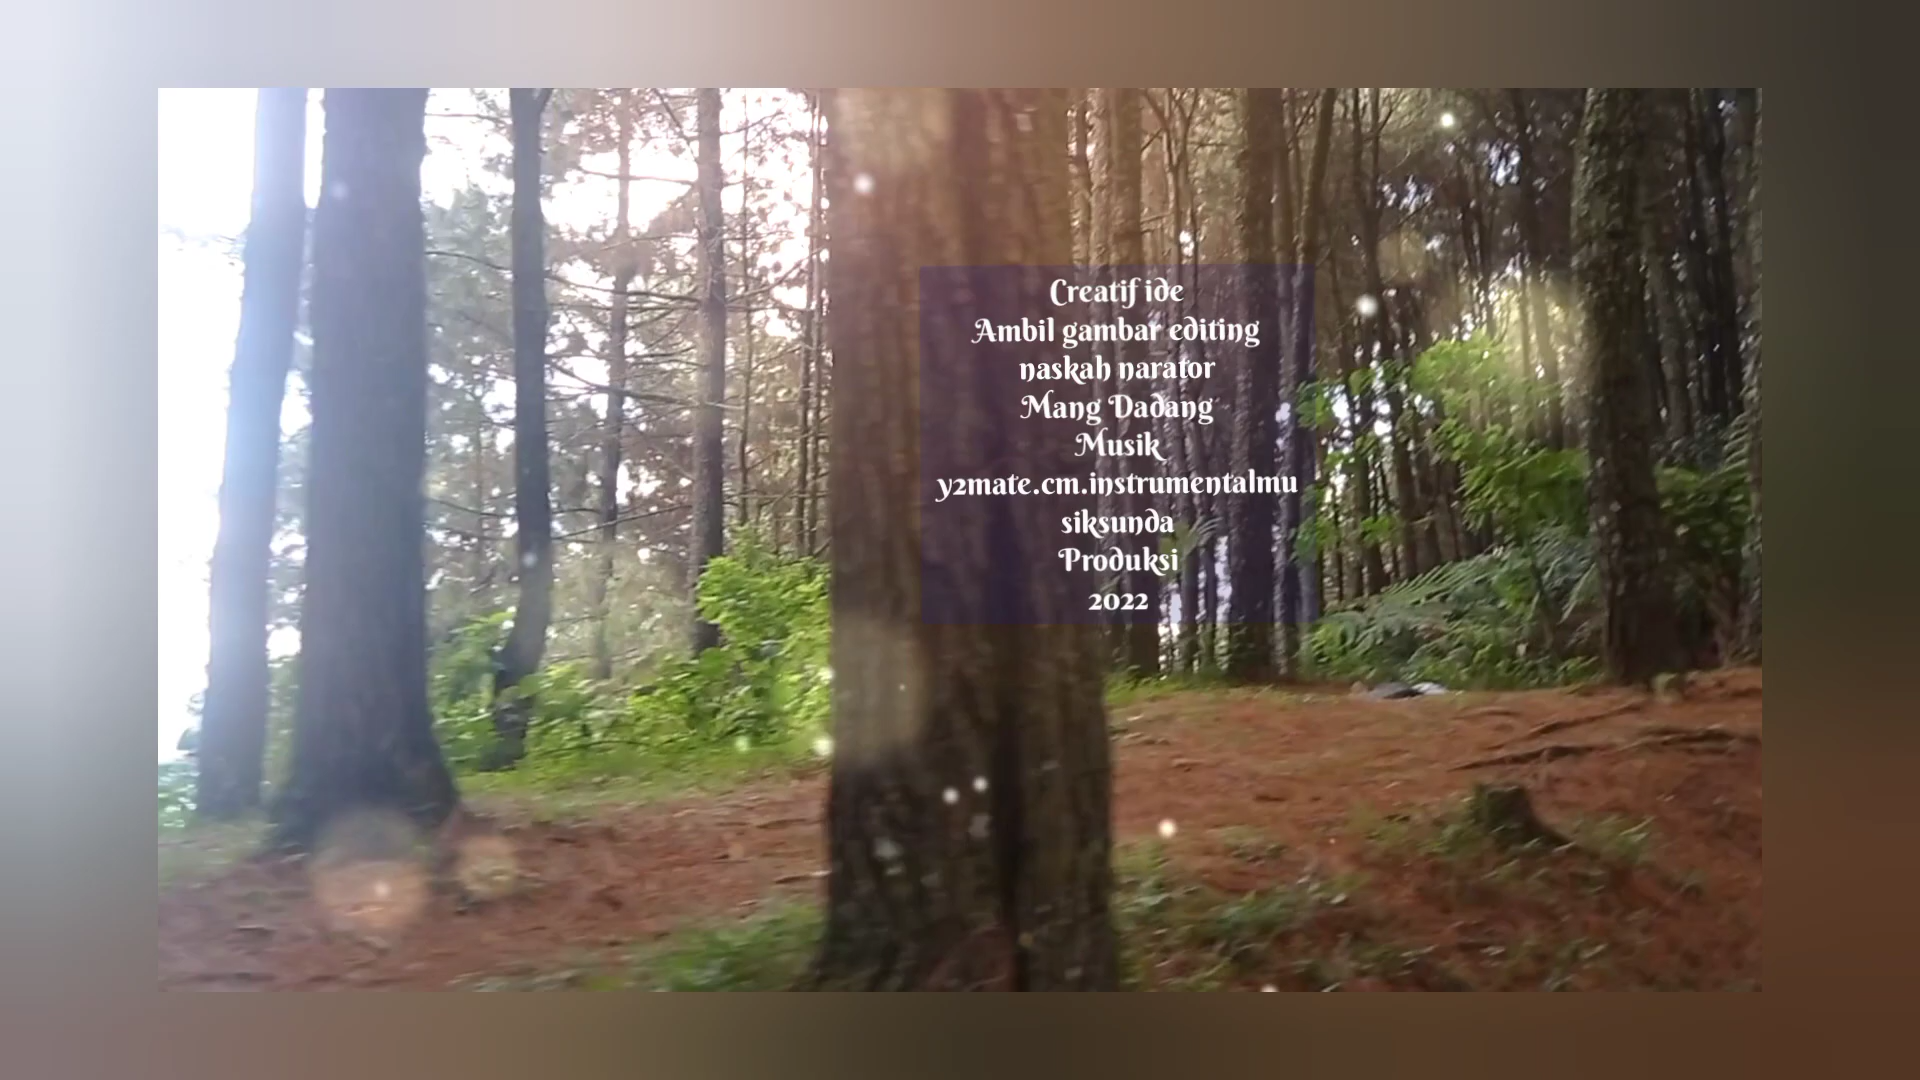 Creatif ide
Ambil gambar editing
naskah narator
Mang Dadang
Musik
y2mate.cm.instrumentalmu
siksunda
Produksi
2022